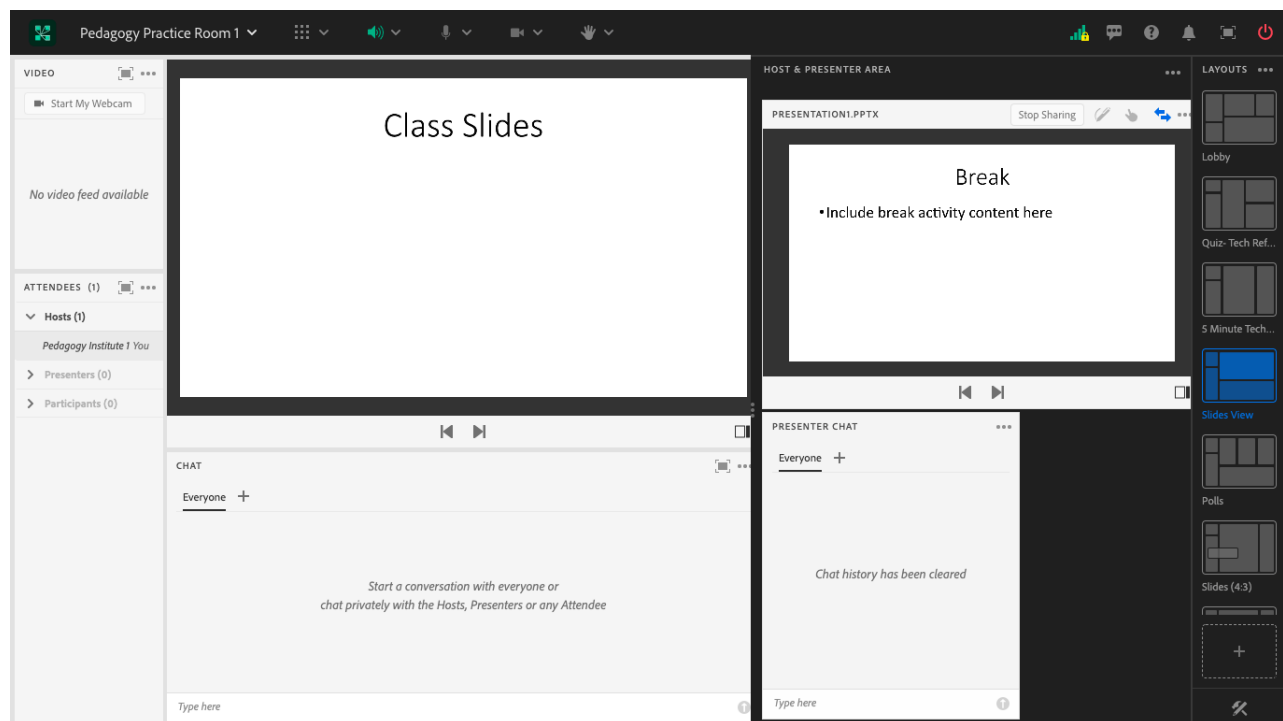 Pedagogy Practice Room 1
VIDEO
Start My Webcam
No video feed available
ATTENDEES (1)
Hosts (1)
Pedagogy Institute 1 You
Presenters (0)
Participants (0)
Class Slides
CHAT
Everyone
Start a conversation with everyone or
chat privately with the Hosts, Presenters or any Attendee
Type here
HOST & PRESENTER AREA
PRESENTATION1.PPTX
Stop Sharing
Break
•Include break activity content here
PRESENTER CHAT
Everyone
Chat history has been cleared
Type here
LAYOUTS
Lobby
Quiz- Tech Ref...
5 Minute Tech...
Slides View
Polls
Slides (4:3)